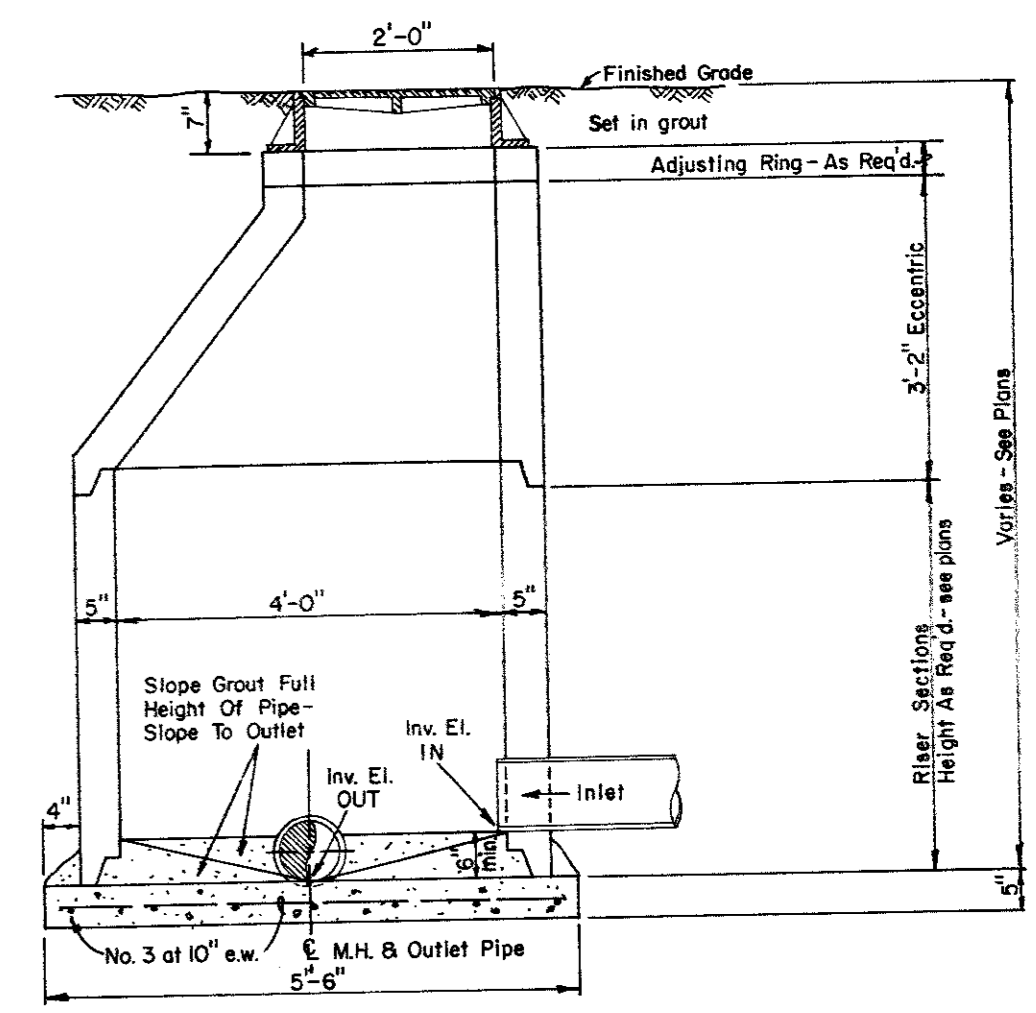 2'-0"
Finished Grade
7"
Set in grout
Adjusting Ring - As Req'd.
3'-2" Eccentric
Varies - See Plans
5"
4'-0"
5"
Riser Sections
Height As Req'd. - see plans
Slope Grout Full
Height Of Pipe-
Slope To Outlet
Inv. El.
IN
Inv. El.
OUT
Inlet
4"
6"
min.
5"
No. 3 at 10" e.w.
℄ M.H. & Outlet Pipe
5'-6"